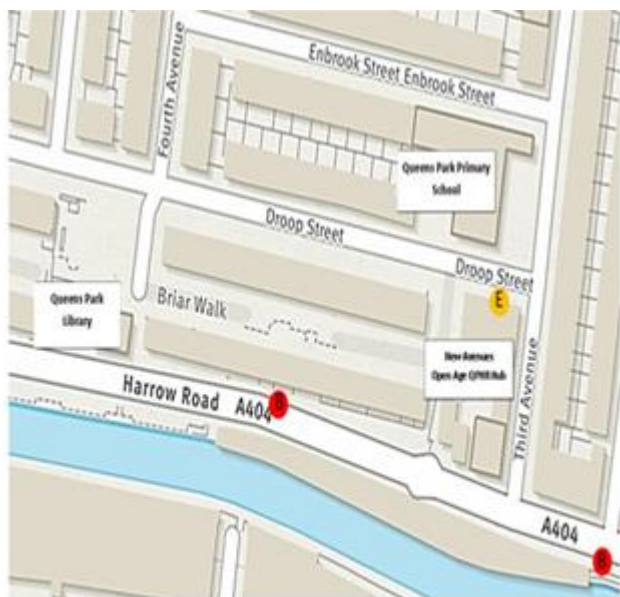 Enbrook Street Enbrook Street
Fourth Avenue
Queens Park Primary
School
Droop Street
Droop Street
E
Briar Walk
Queens Park
Library
New Avenues
Open Age Hub
Third Avenue
Harrow Road A404
B
A404
B